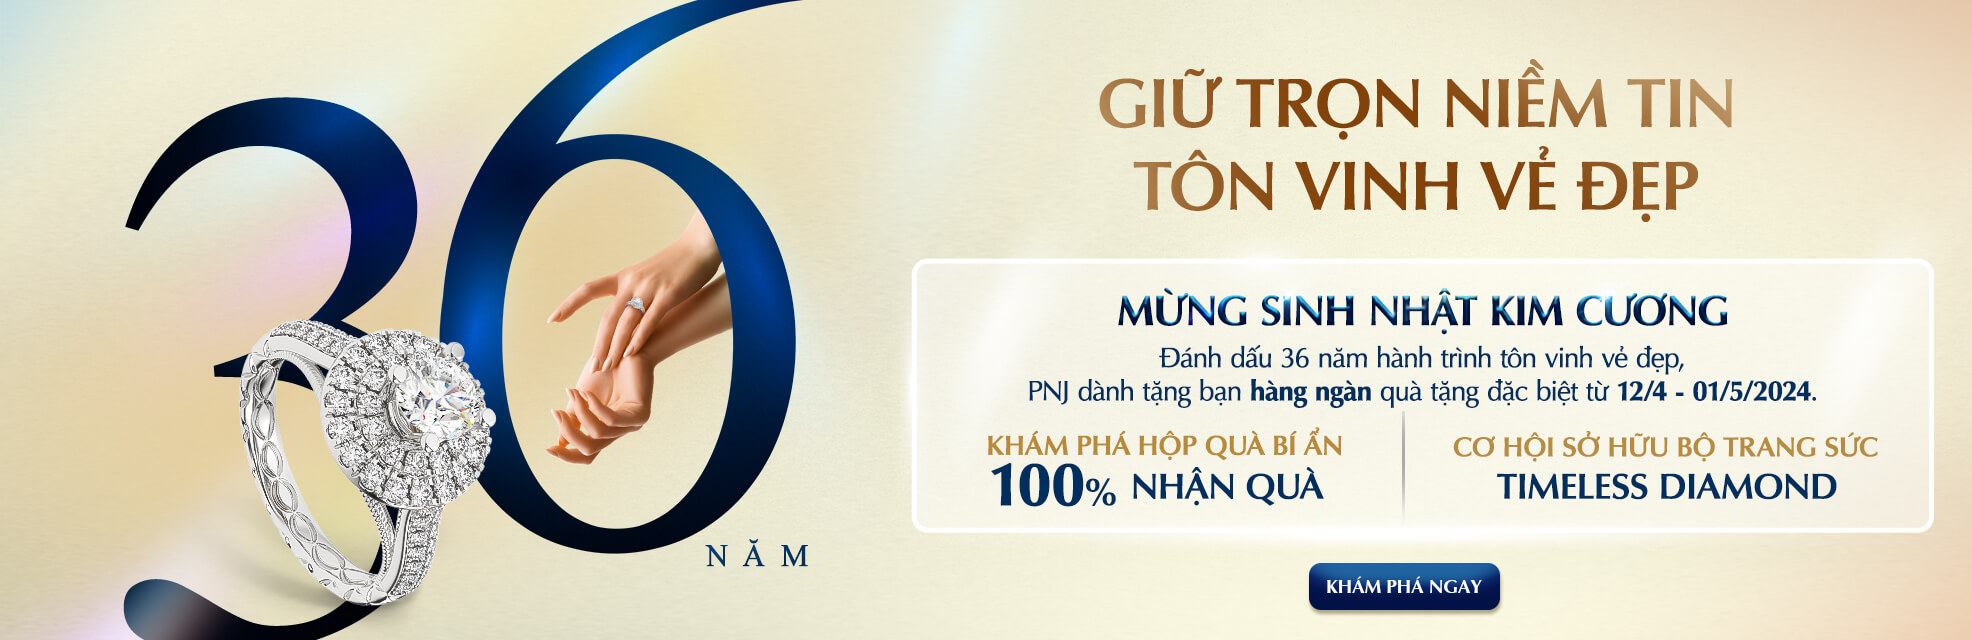 36
NĂM
GIỮ TRỌN NIỀM TIN
TÔN VINH VẺ ĐẸP
MỪNG SINH NHẬT KIM CƯƠNG
Đánh dấu 36 năm hành trình tôn vinh vẻ đẹp,
PNJ dành tặng bạn hàng ngàn quà tặng đặc biệt từ 12/4 - 01/5/2024.
KHÁM PHÁ HỘP QUÀ BÍ ẨN
100% NHẬN QUÀ
CƠ HỘI SỞ HỮU BỘ TRANG SỨC
TIMELESS DIAMOND
KHÁM PHÁ NGAY